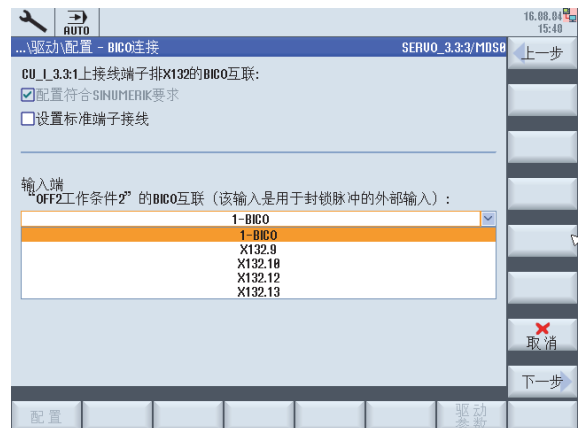 AUTO
16.08.04
15:40
...\驱动\配置 - BICO连接
SERVO_3.3:3/MDS0
上一步
CU_I_3.3:1上接线端子排X132的BICO互联:
配置符合SINUMERIK要求
设置标准端子接线
输入端
“OFF2工作条件2”的BICO互联（该输入是用于封锁脉冲的外部输入）:
1-BICO
1-BICO
X132.9
X132.10
X132.12
X132.13
取消
下一步
配置
驱动
参数